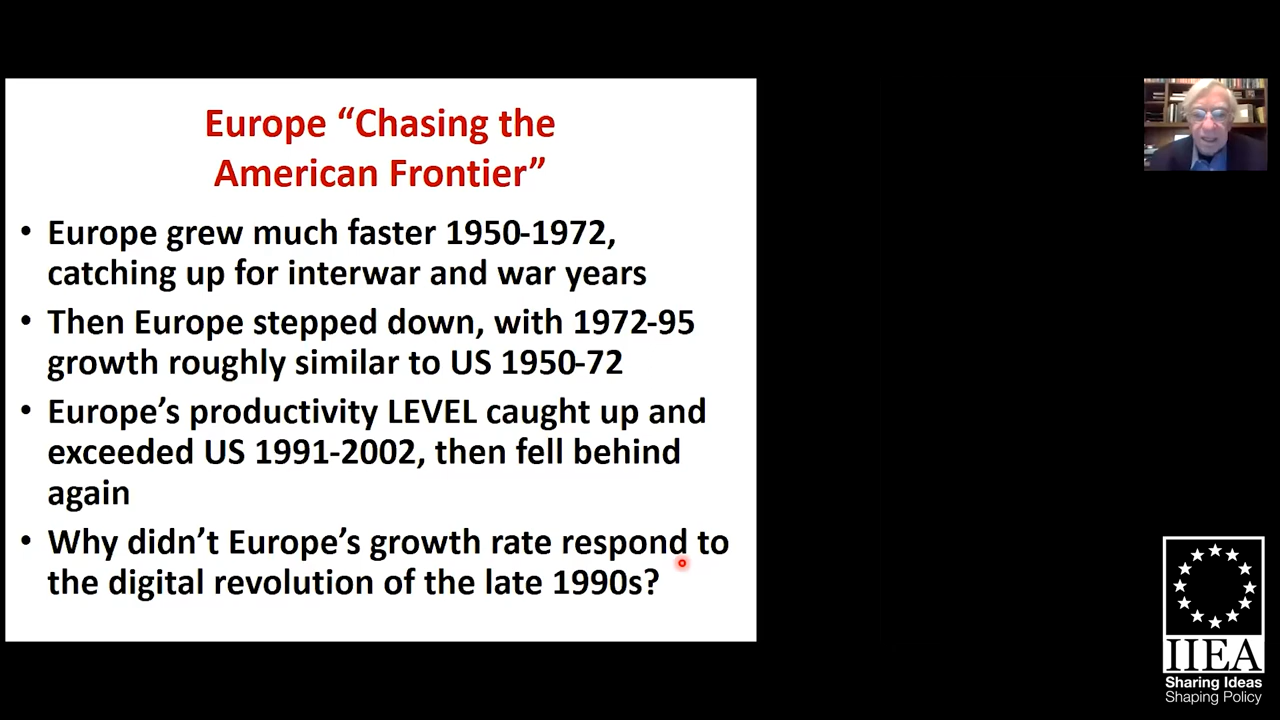 Europe “Chasing the
American Frontier”
• Europe grew much faster 1950-1972,
catching up for interwar and war years
• Then Europe stepped down, with 1972-95
growth roughly similar to US 1950-72
• Europe’s productivity LEVEL caught up and
exceeded US 1991-2002, then fell behind
again
• Why didn’t Europe’s growth rate respond to
the digital revolution of the late 1990s?
IIEA
Sharing Ideas
Shaping Policy